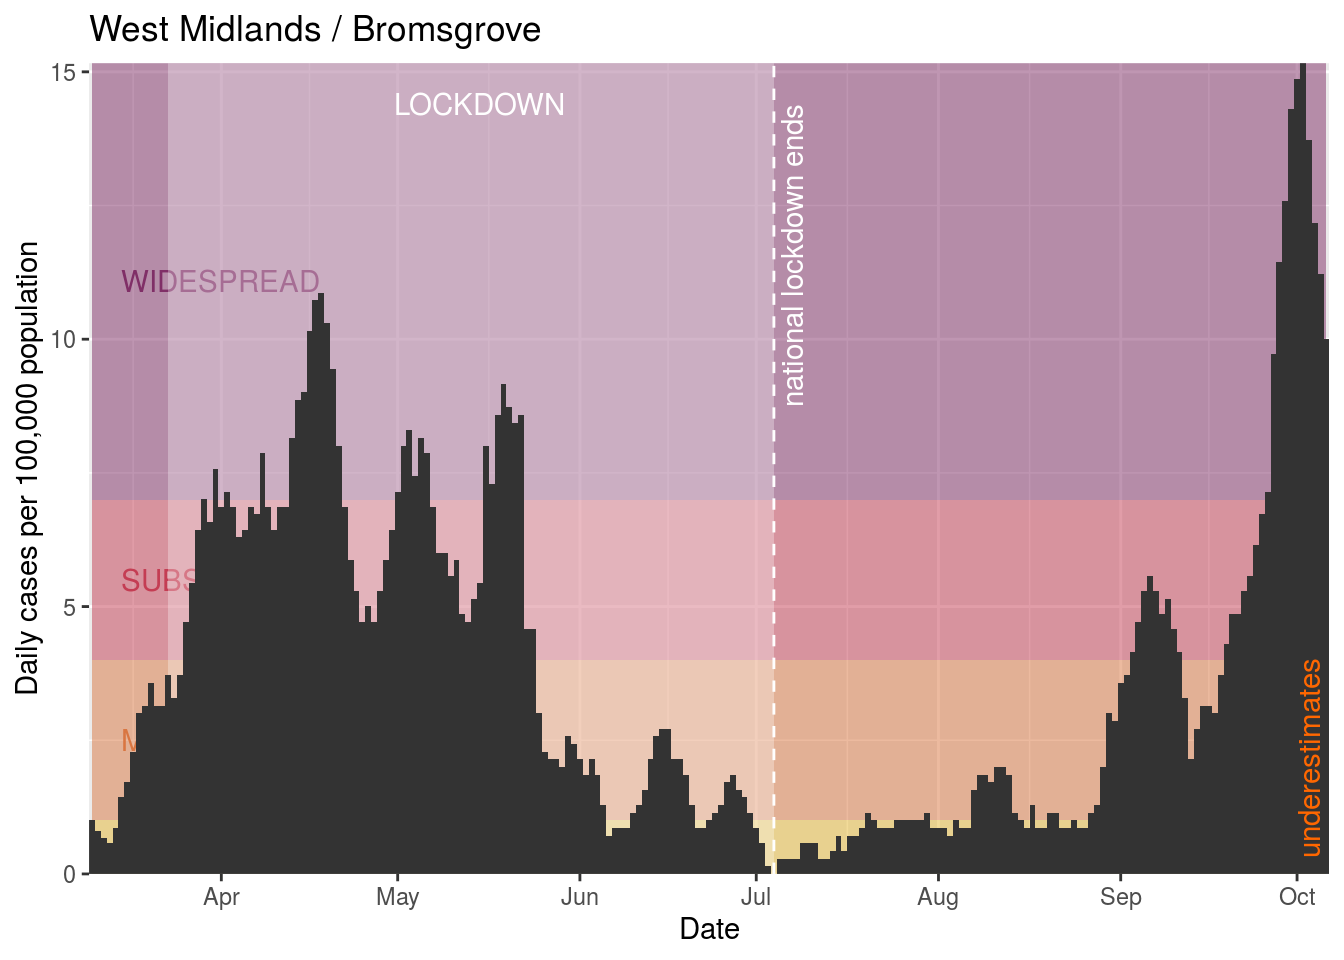 West Midlands / Bromsgrove
Daily cases per 100,000 population
15
10
5
0
LOCKDOWN
national lockdown ends
WIDESPREAD
SUBS
M
underestimates
Apr
May
Jun
Jul
Aug
Sep
Oct
Date